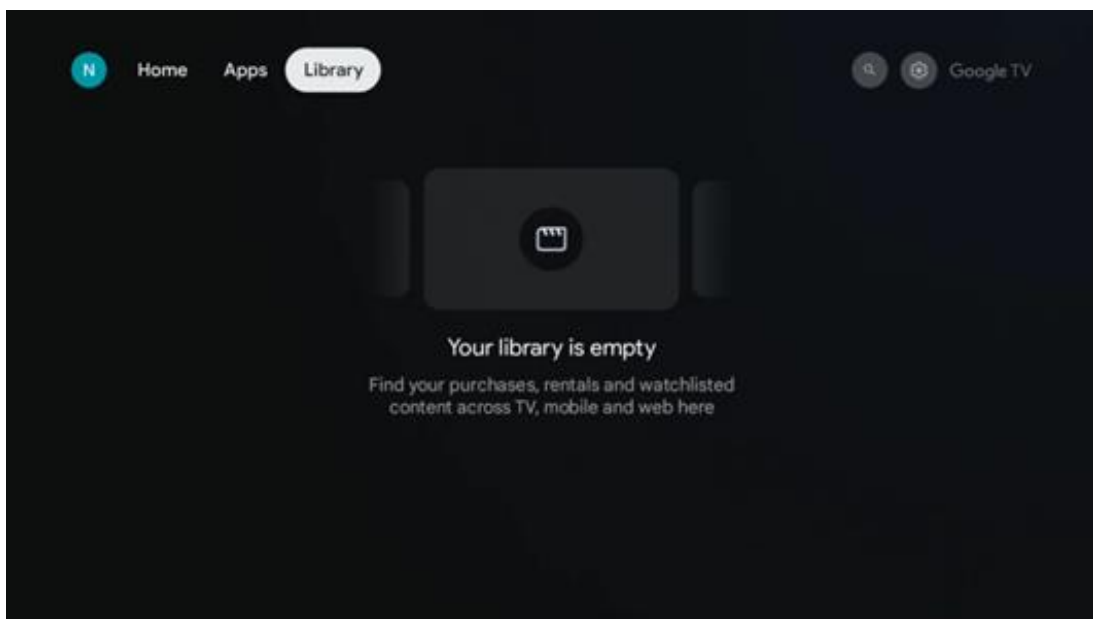 N Home Apps Library Google TV
Your library is empty
Find your purchases, rentals and watchlisted
content across TV, mobile and web here